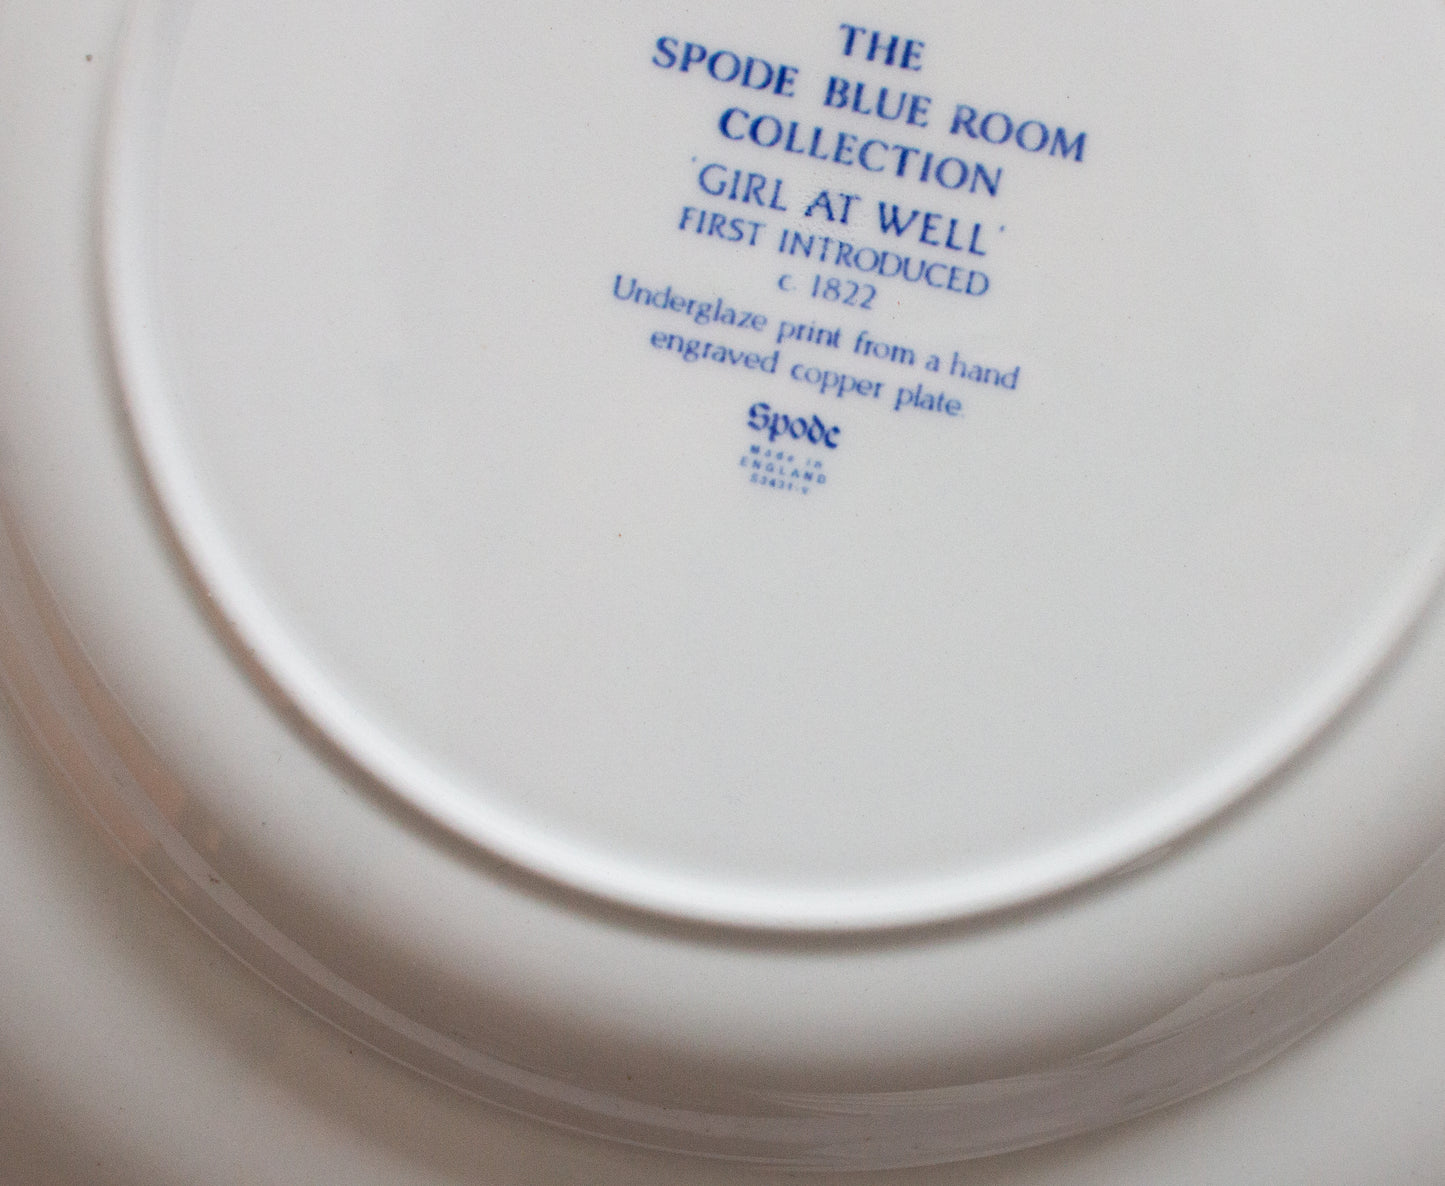 THE
SPODE BLUE ROOM
COLLECTION
'GIRL AT WELL'
FIRST INTRODUCED
c. 1822
Underglaze print from a hand
engraved copper plate.
Spode
Made in
ENGLAND